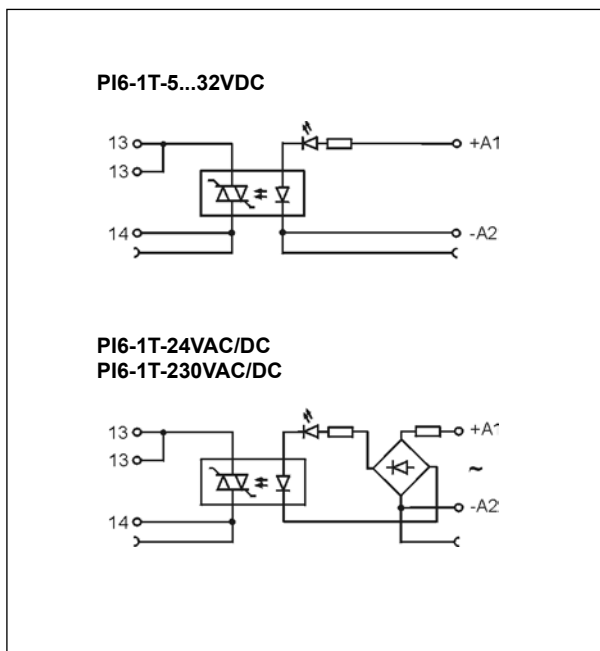 PI6-1T-5...32VDC
13
+A1
13
14
-A2
PI6-1T-24VAC/DC
PI6-1T-230VAC/DC
13
+A1
13
~
14
-A2